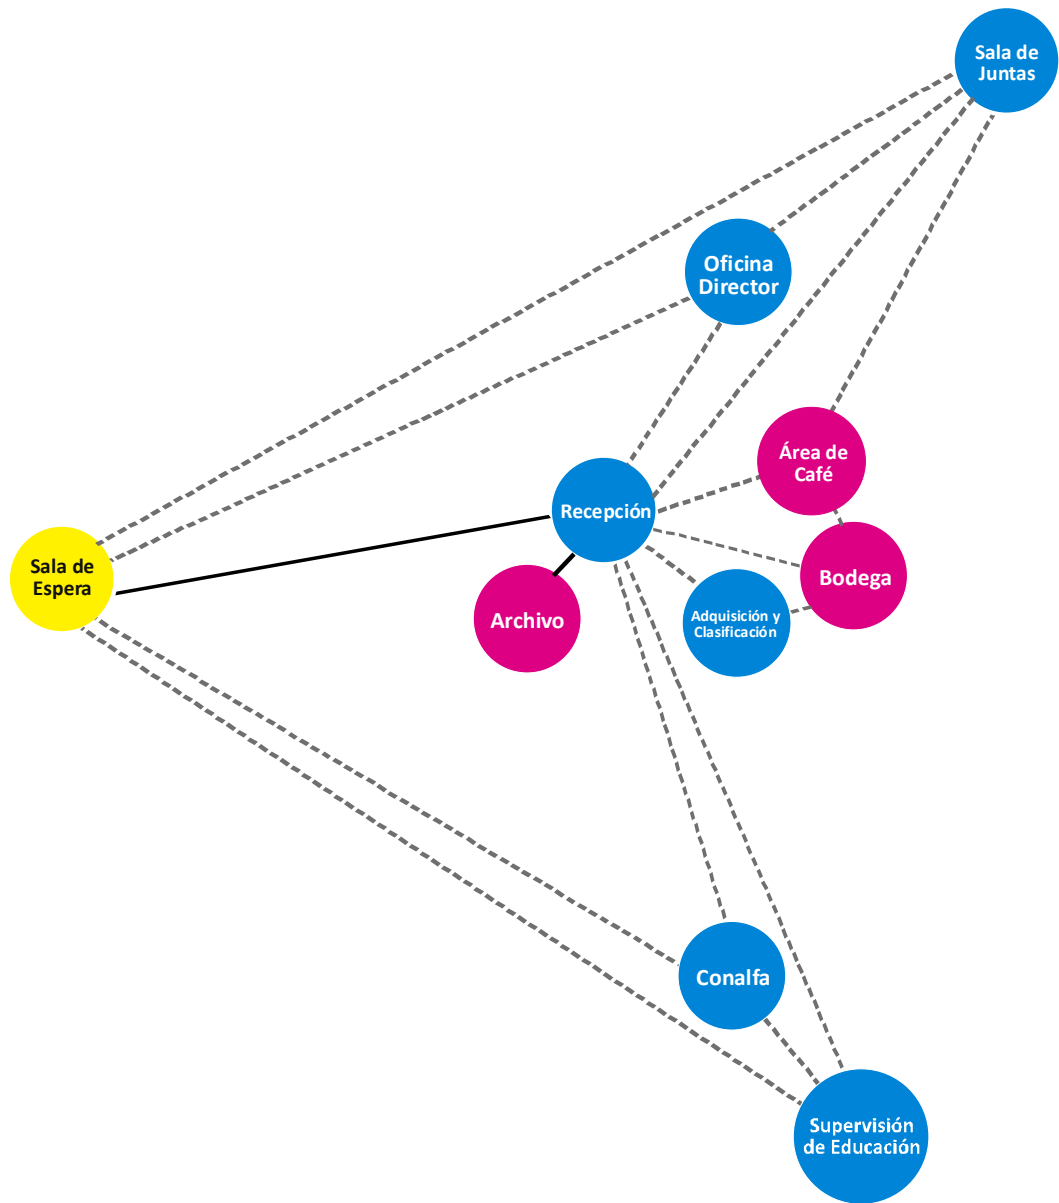 Sala de
Juntas
Oficina
Director
Área de
Café
Recepción
Sala de
Espera
Bodega
Archivo
Adquisición y
Clasificación
Conalfa
Supervisión
de Educación